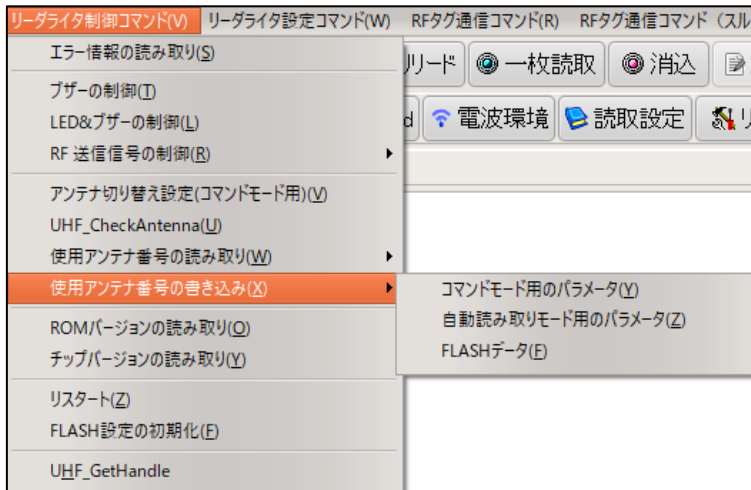 リーダライタ制御コマンド(V) リーダライタ設定コマンド(W) RFタグ通信コマンド(R) RFタグ通信コマンド（スル
エラー情報の読み取り(S)
リード 一枚読取 消込
ブザーの制御(T)
LED&ブザーの制御(L)
d 電波環境 読取設定 リ
RF 送信信号の制御(R)
アンテナ切り替え設定(コマンドモード用)(V)
UHF_CheckAntenna(U)
使用アンテナ番号の読み取り(W)
使用アンテナ番号の書き込み(X)
コマンドモード用のパラメータ(Y)
自動読み取りモード用のパラメータ(Z)
FLASHデータ(F)
ROMバージョンの読み取り(O)
チップバージョンの読み取り(Y)
リスタート(Z)
FLASH設定の初期化(F)
UHF_GetHandle